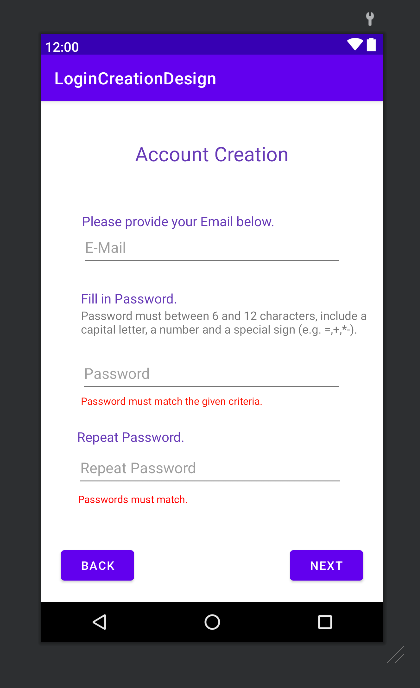 12:00
LoginCreationDesign
Account Creation
Please provide your Email below.
E-Mail
Fill in Password.
Password must between 6 and 12 characters, include a
capital letter, a number and a special sign (e.g. =,+,*-).
Password
Password must match the given criteria.
Repeat Password.
Repeat Password
Passwords must match.
BACK
NEXT